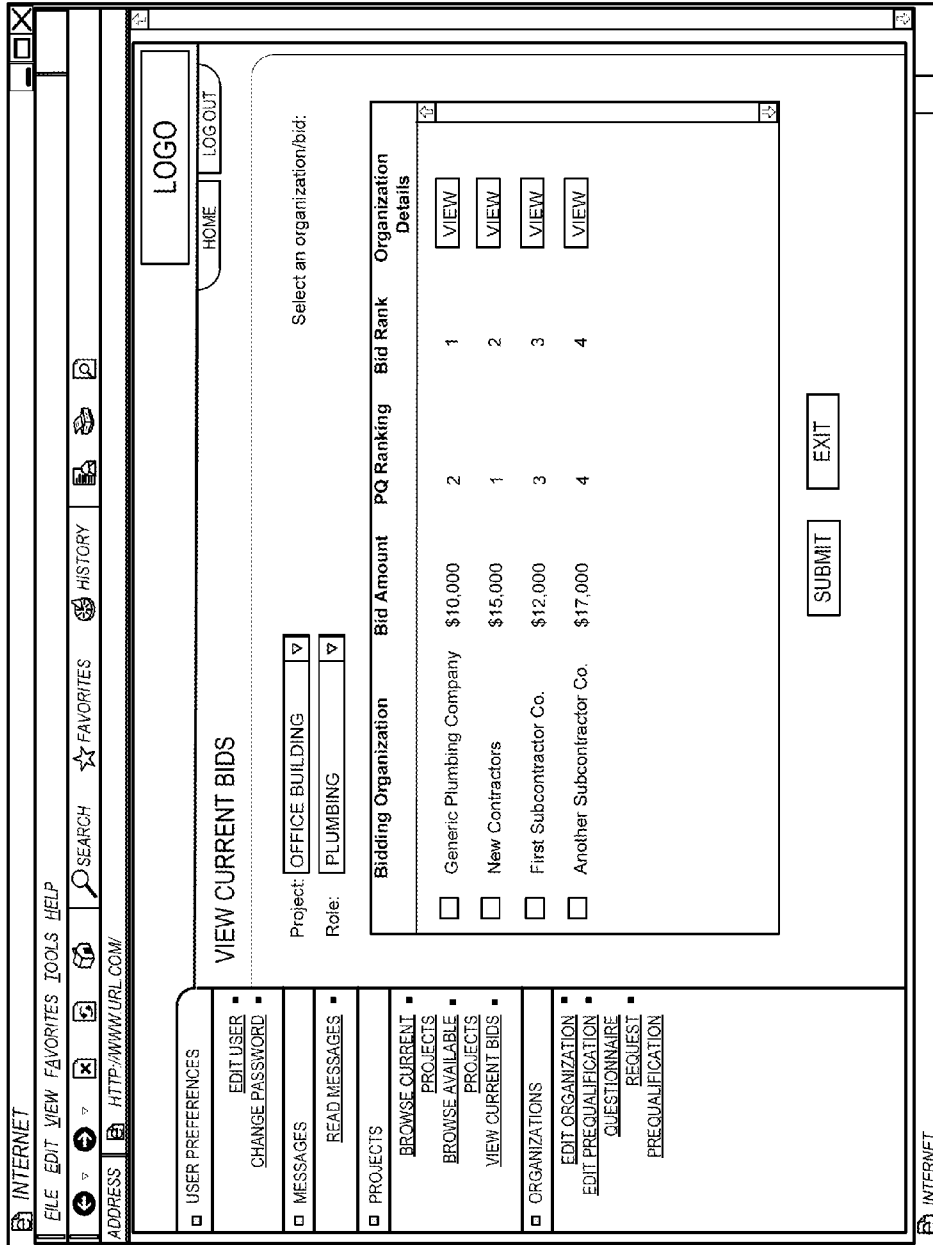 INTERNET
FILE EDIT VIEW FAVORITES TOOLS HELP
SEARCH FAVORITES HISTORY
ADDRESS HTTP://WWW.URL.COM/
LOGO
HOME LOG OUT
USER PREFERENCES
EDIT USER
CHANGE PASSWORD
MESSAGES
READ MESSAGES
PROJECTS
BROWSE CURRENT
PROJECTS
BROWSE AVAILABLE
PROJECTS
VIEW CURRENT BIDS
ORGANIZATIONS
EDIT ORGANIZATION
EDIT PREQUALIFICATION
QUESTIONNAIRE
REQUEST
PREQUALIFICATION
VIEW CURRENT BIDS
Project: OFFICE BUILDING Select an organization/bid:
Role: PLUMBING
Bidding Organization Bid Amount PQ Ranking Bid Rank Organization
Details
Generic Plumbing Company $10,000 2 1 VIEW
New Contractors $15,000 1 2 VIEW
First Subcontractor Co. $12,000 3 3 VIEW
Another Subcontractor Co. $17,000 4 4 VIEW
SUBMIT EXIT
INTERNET